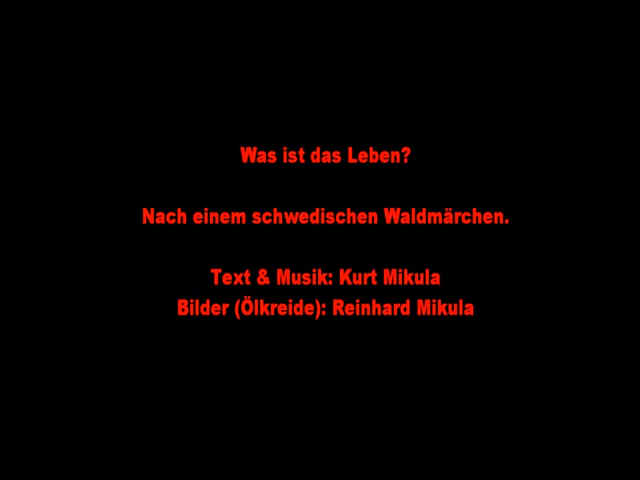 Was ist das Leben?
Nach einem schwedischen Waldmärchen.
Text & Musik: Kurt Mikula
Bilder (Ölkreide): Reinhard Mikula